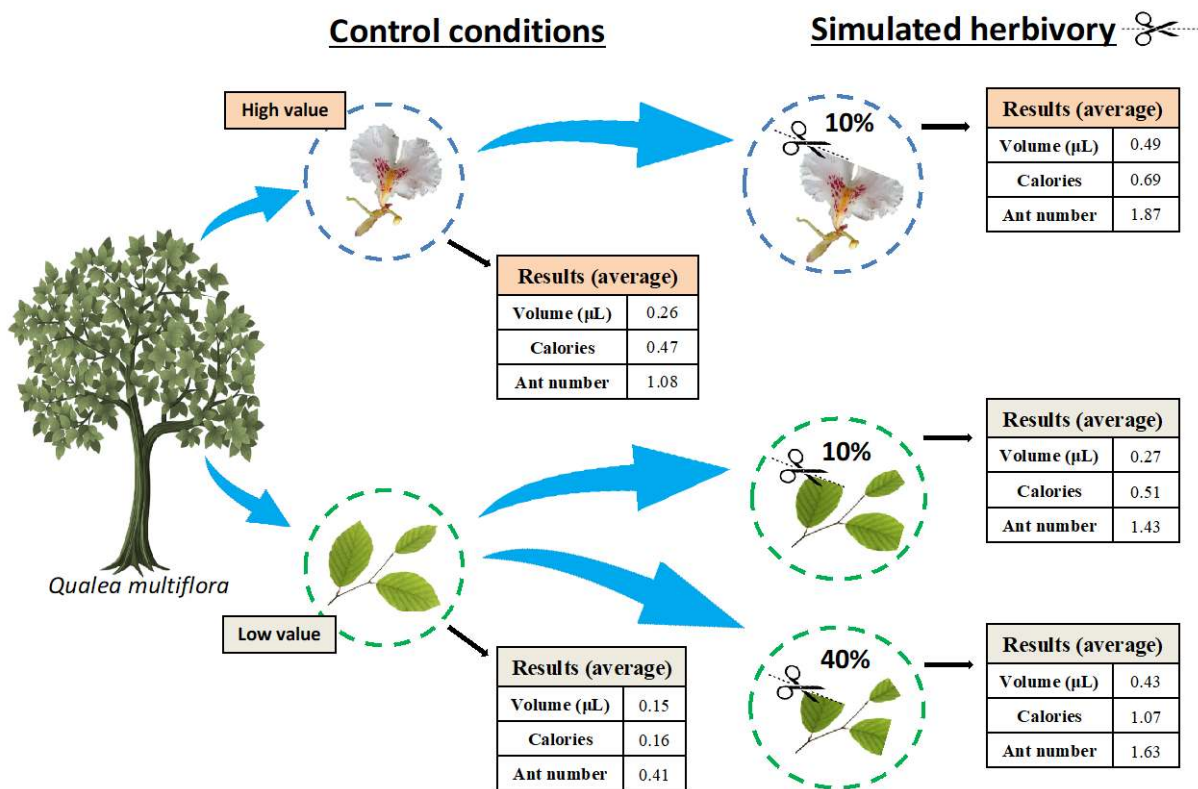 Control conditions
Simulated herbivory
High value
10%
Results (average)
Volume (µL) 0.49
Calories 0.69
Ant number 1.87
Results (average)
Volume (µL) 0.26
Calories 0.47
Ant number 1.08
Qualea multiflora
10%
Results (average)
Volume (µL) 0.27
Calories 0.51
Ant number 1.43
Low value
Results (average)
Volume (µL) 0.15
Calories 0.16
Ant number 0.41
40%
Results (average)
Volume (µL) 0.43
Calories 1.07
Ant number 1.63